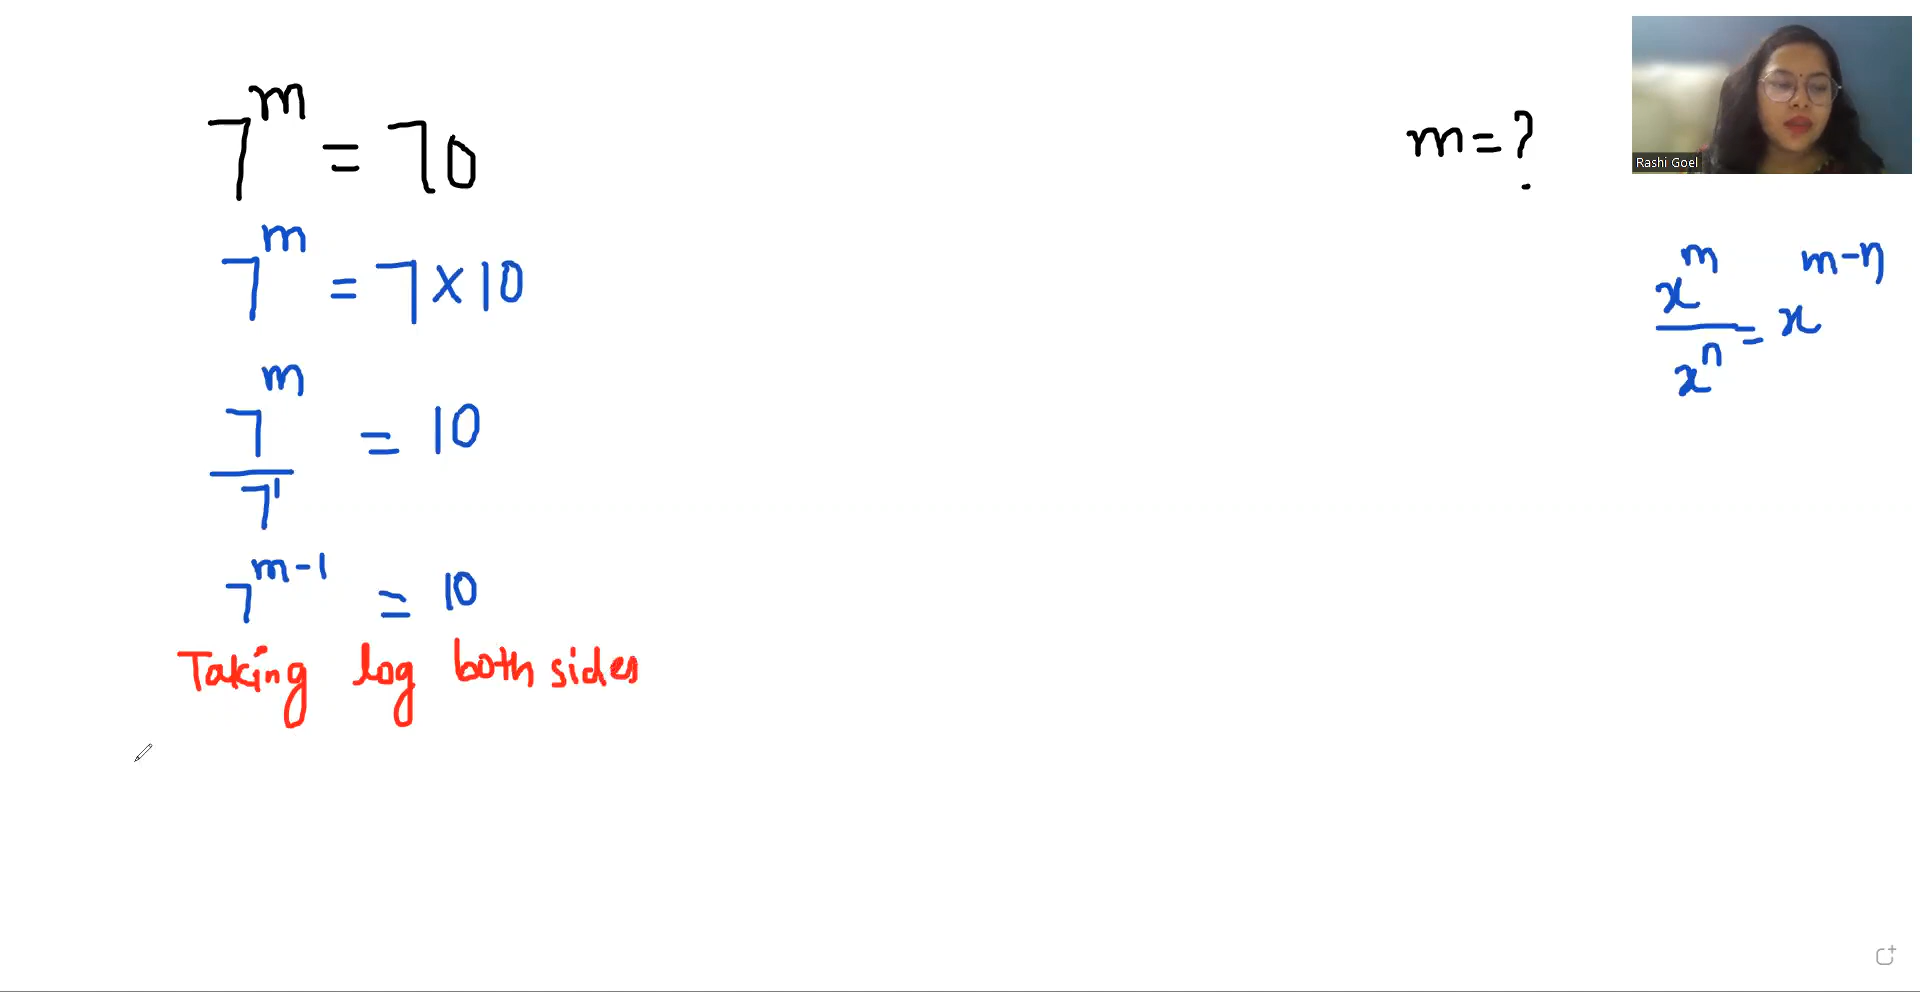 7^m = 70
m = ?
Rashi Goel
7^m = 7 × 10
x^m / x^n = x^(m-n)
7^m / 7^1 = 10
7^(m-1) = 10
Taking log both sides